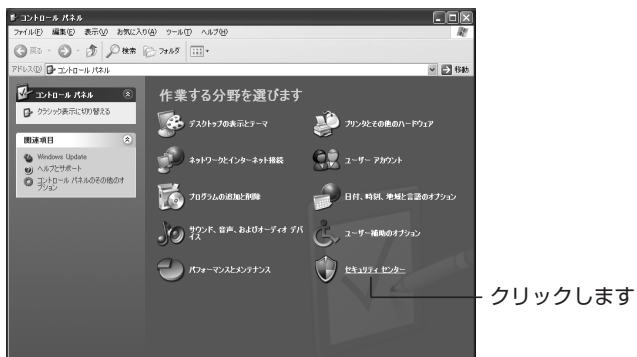 コントロール パネル
ファイル(F) 編集(E) 表示(V) お気に入り(A) ツール(T) ヘルプ(H)
戻る 検索 フォルダ
アドレス(D) コントロール パネル 移動
コントロール パネル
クラシック表示に切り替える
関連項目
Windows Update
ヘルプとサポート
コントロール パネルのその他のオプション
作業する分野を選びます
デスクトップの表示とテーマ
プリンタとその他のハードウェア
ネットワークとインターネット接続
ユーザー アカウント
プログラムの追加と削除
日付、時刻、地域と言語のオプション
サウンド、音声、およびオーディオ デバイス
ユーザー補助のオプション
パフォーマンスとメンテナンス
セキュリティ センター
クリックします